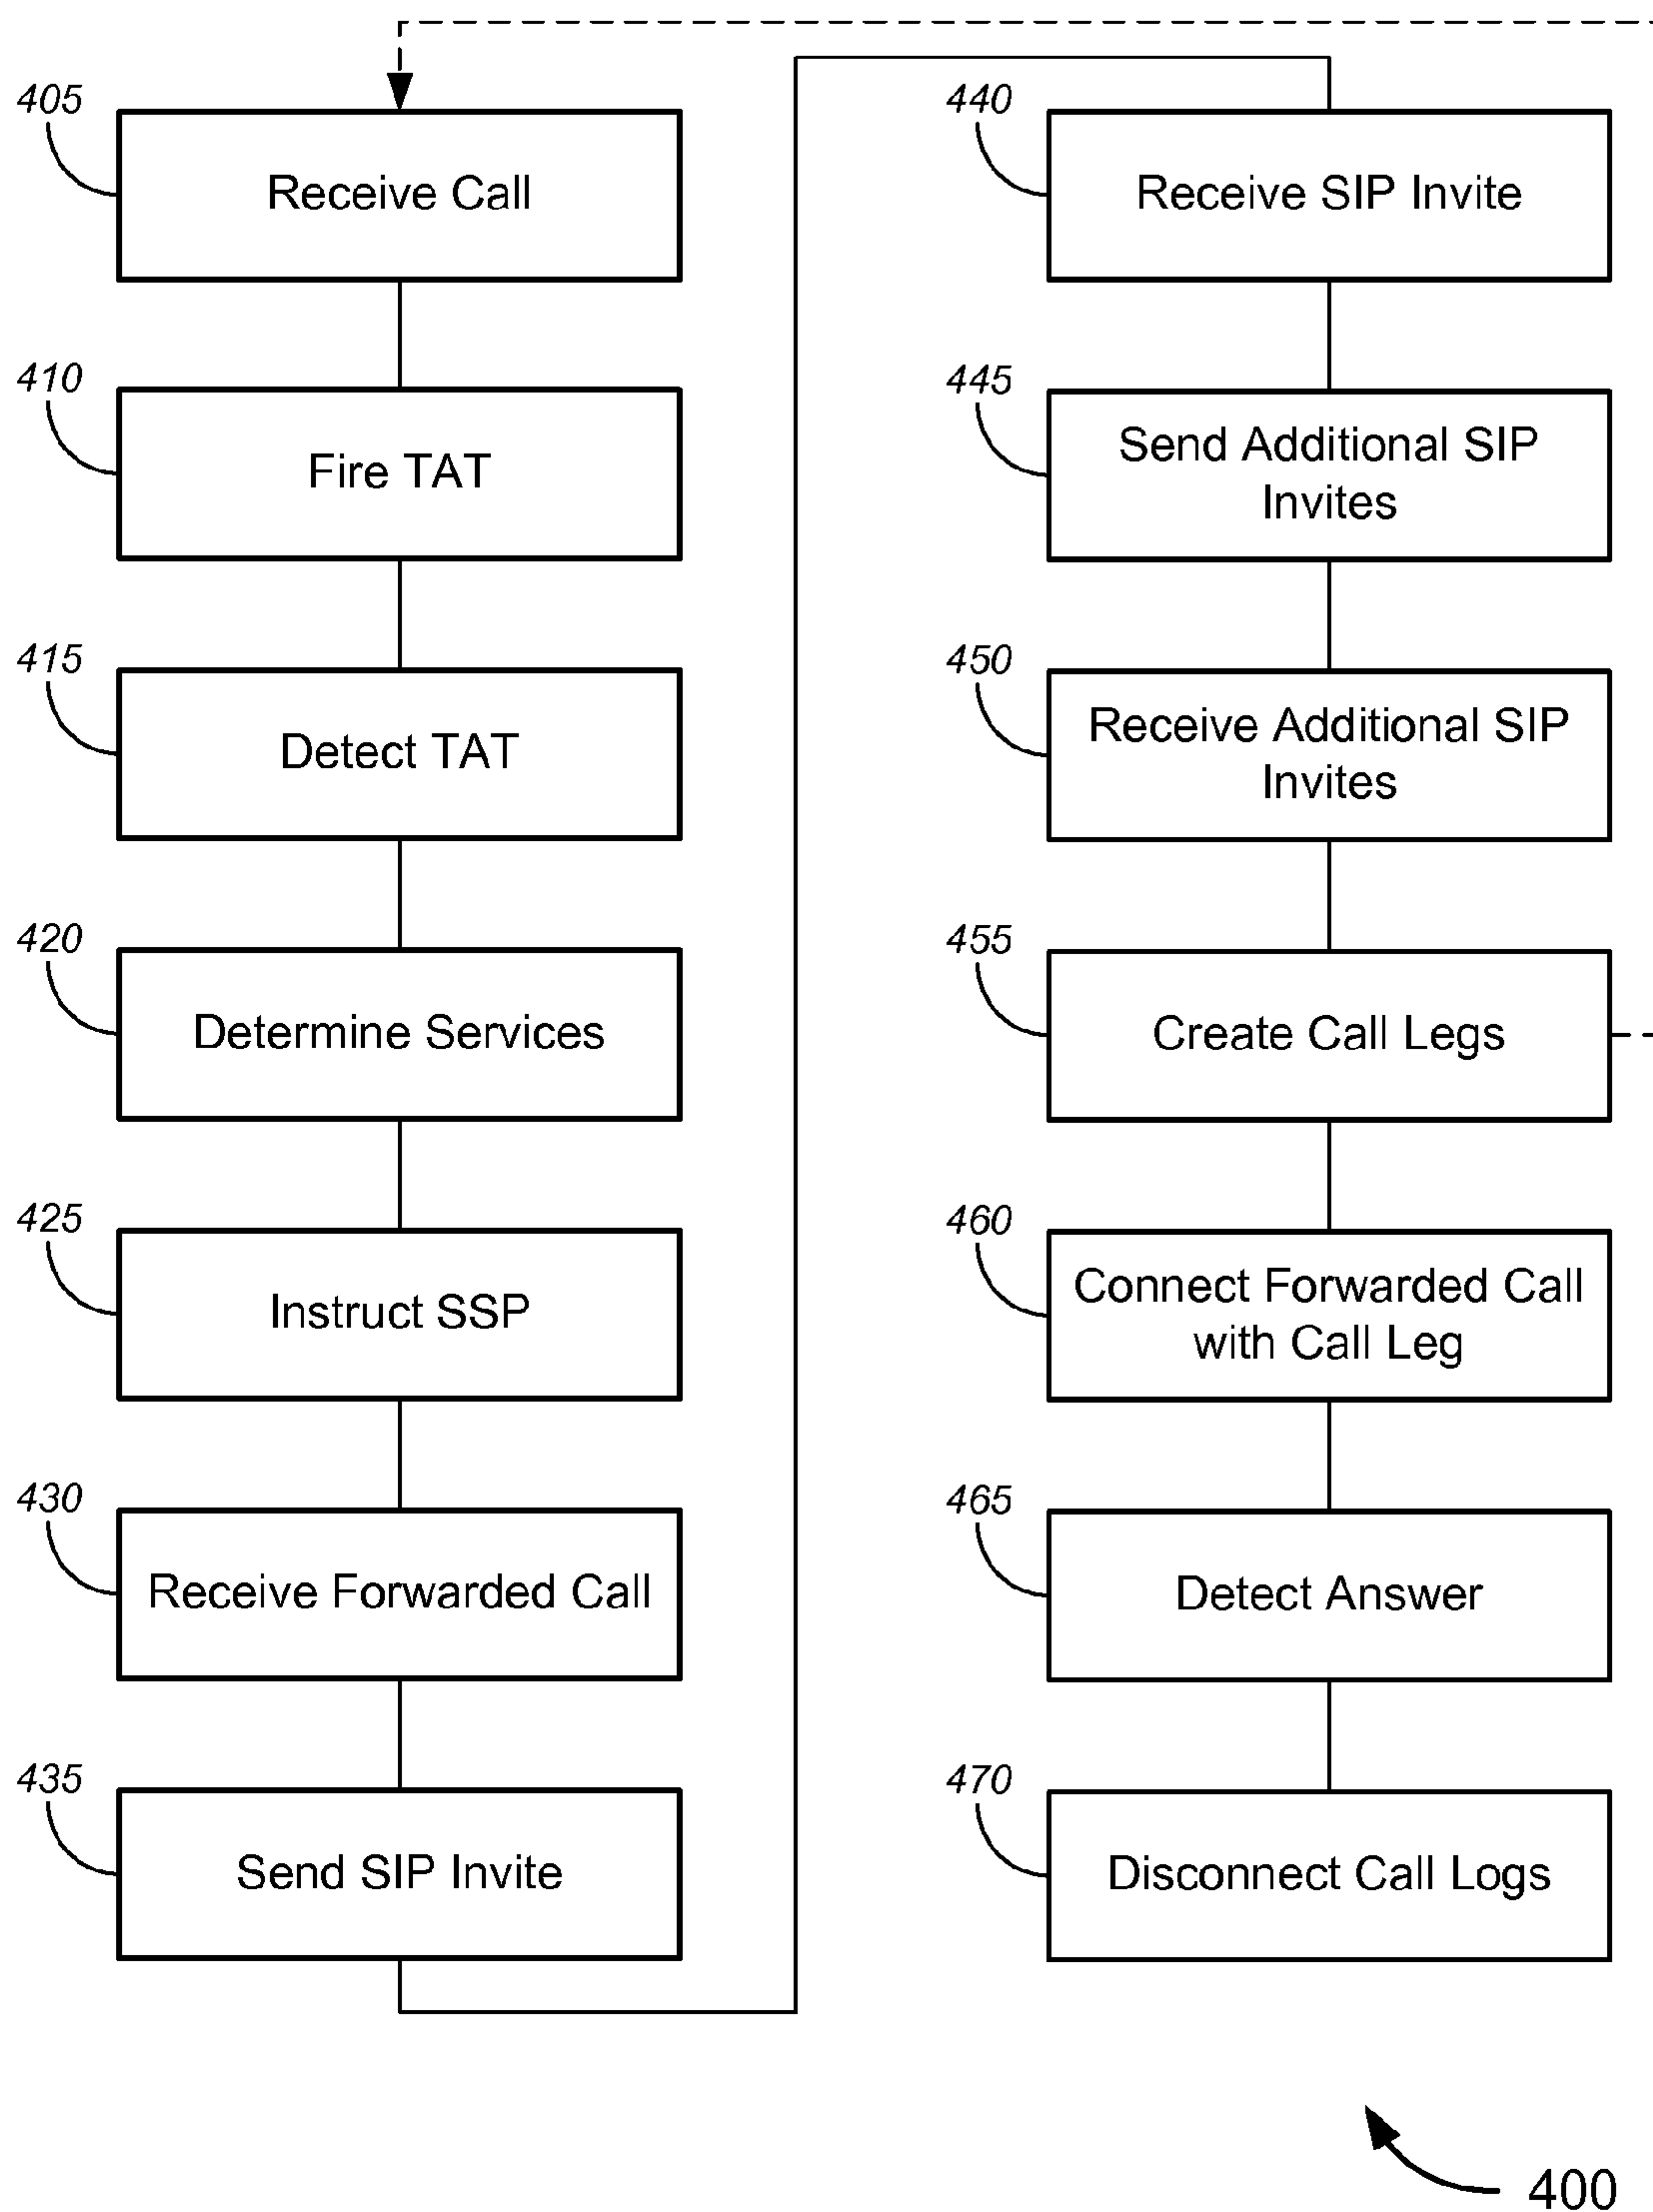 405
Receive Call
410
Fire TAT
415
Detect TAT
420
Determine Services
425
Instruct SSP
430
Receive Forwarded Call
435
Send SIP Invite
440
Receive SIP Invite
445
Send Additional SIP
Invites
450
Receive Additional SIP
Invites
455
Create Call Legs
460
Connect Forwarded Call
with Call Leg
465
Detect Answer
470
Disconnect Call Logs
400